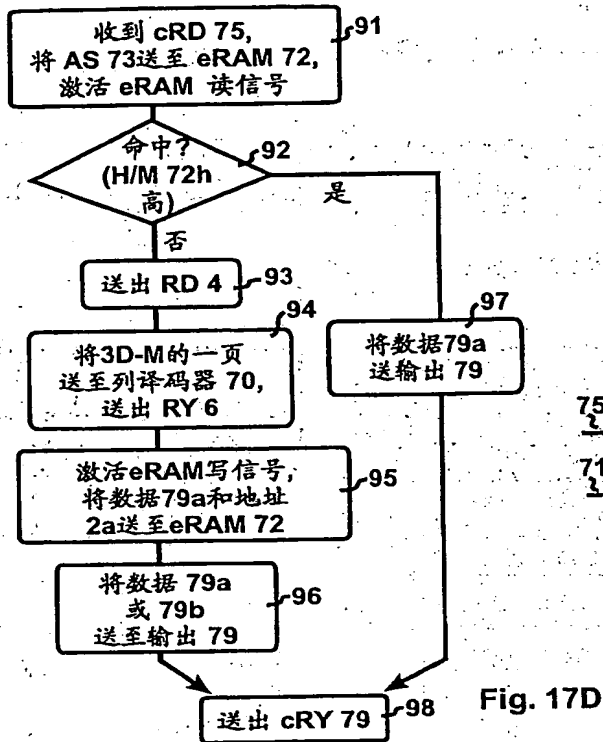 收到 cRD 75,
将 AS 73送至 eRAM 72,
激活 eRAM 读信号
91
命中?
(H/M 72h
高)
92
是
否
送出 RD 4
93
94
将3D-M的一页
送至列译码器 70,
送出 RY 6
97
将数据79a
送输出 79
75
71
激活eRAM写信号,
将数据79a和地址
2a送至eRAM 72
95
将数据 79a
或 79b
送至输出 79
96
送出 cRY 79
98
Fig. 17D